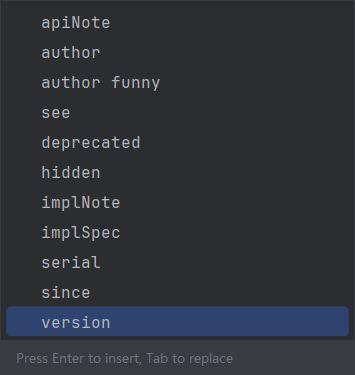 apiNote
author
author funny
see
deprecated
hidden
implNote
implSpec
serial
since
version
Press Enter to insert, Tab to replace